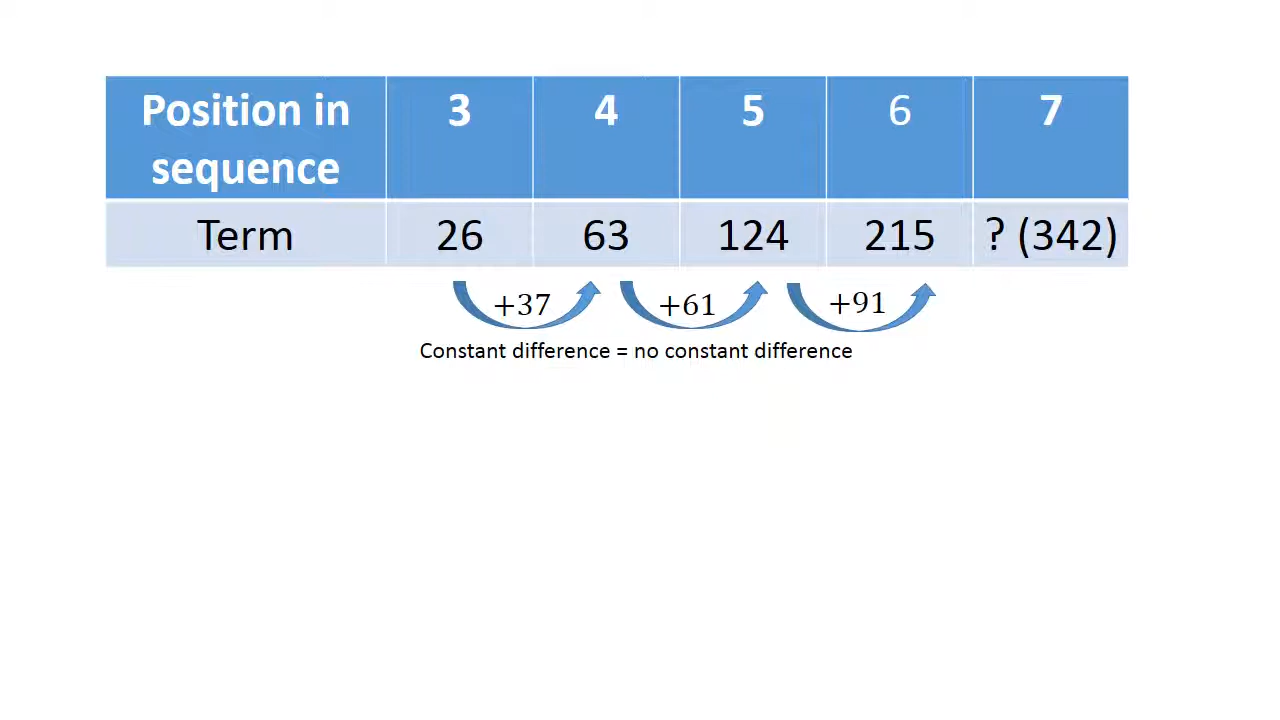 Position in 3 4 5 6 7
sequence
Term 26 63 124 215 ? (342)
+37 +61 +91
Constant difference = no constant difference